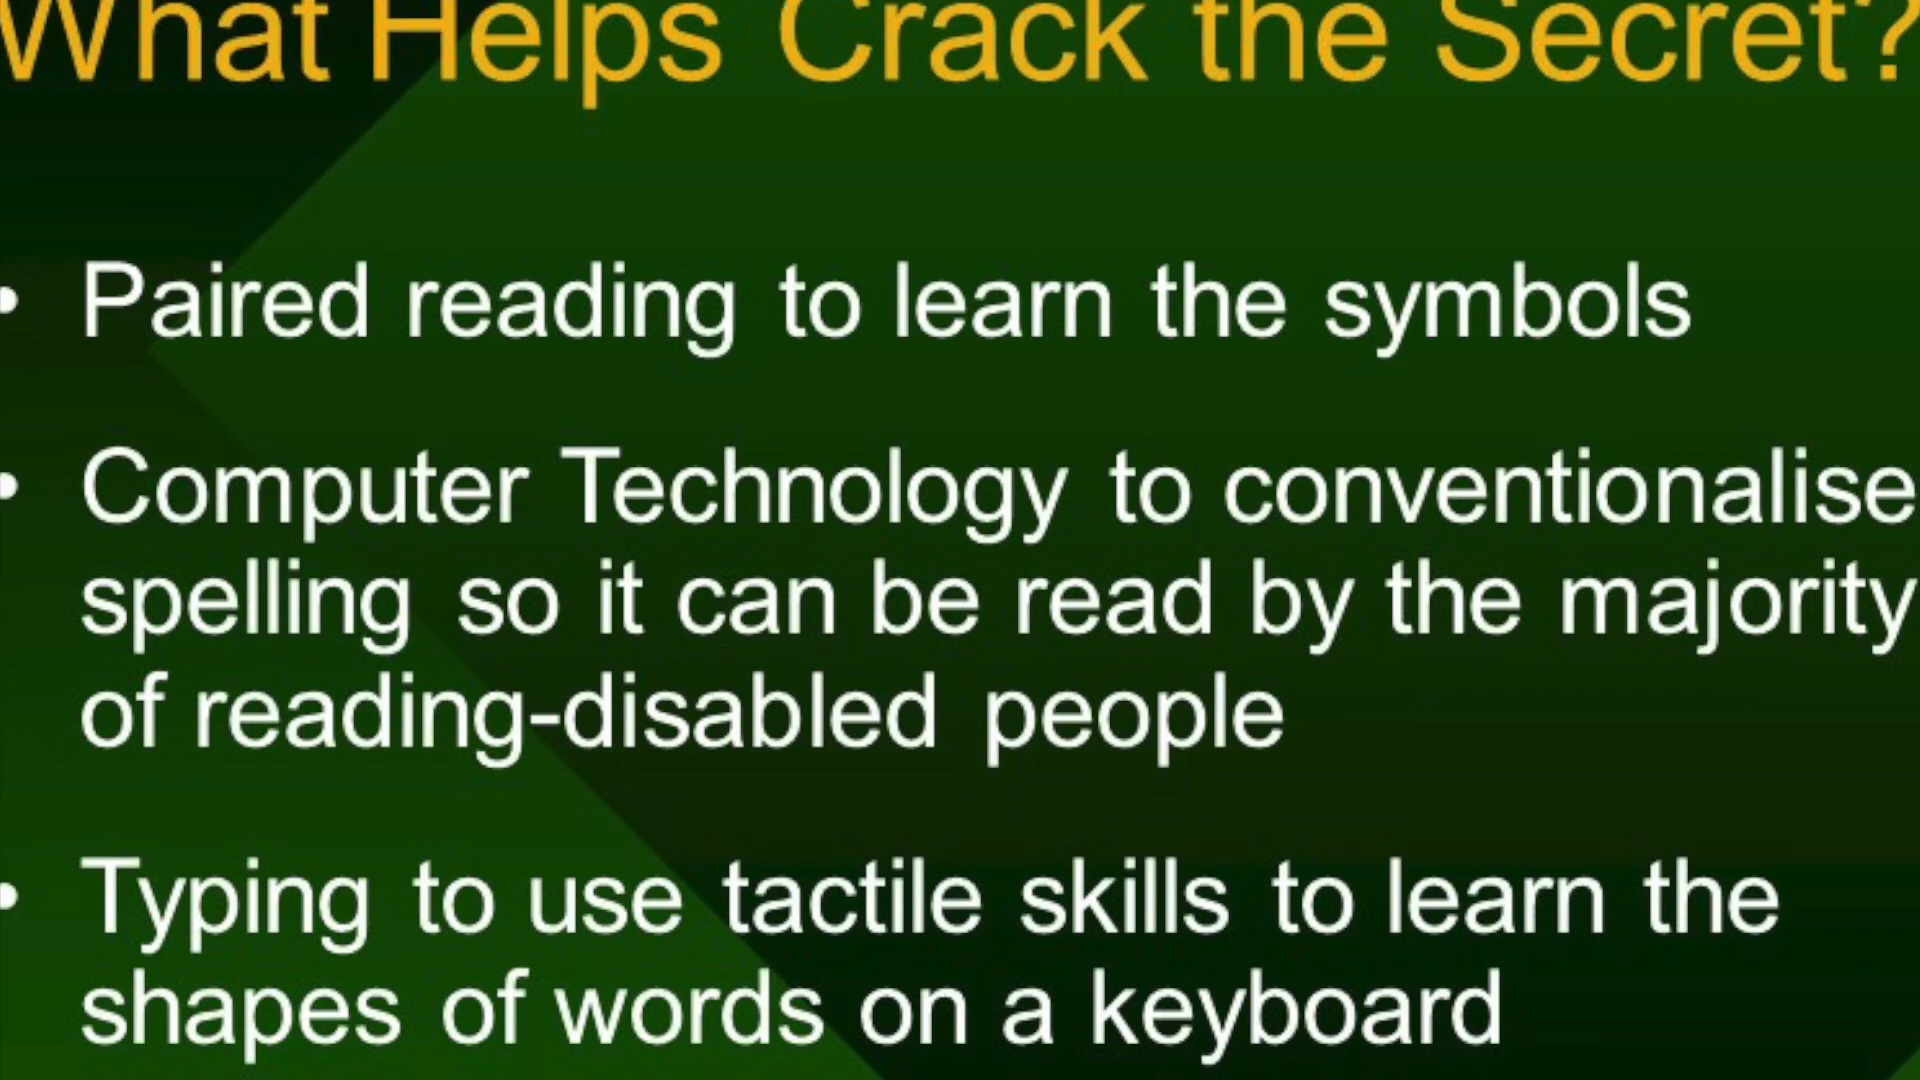 What Helps Crack the Secret?
• Paired reading to learn the symbols
• Computer Technology to conventionalise
spelling so it can be read by the majority
of reading-disabled people
• Typing to use tactile skills to learn the
shapes of words on a keyboard